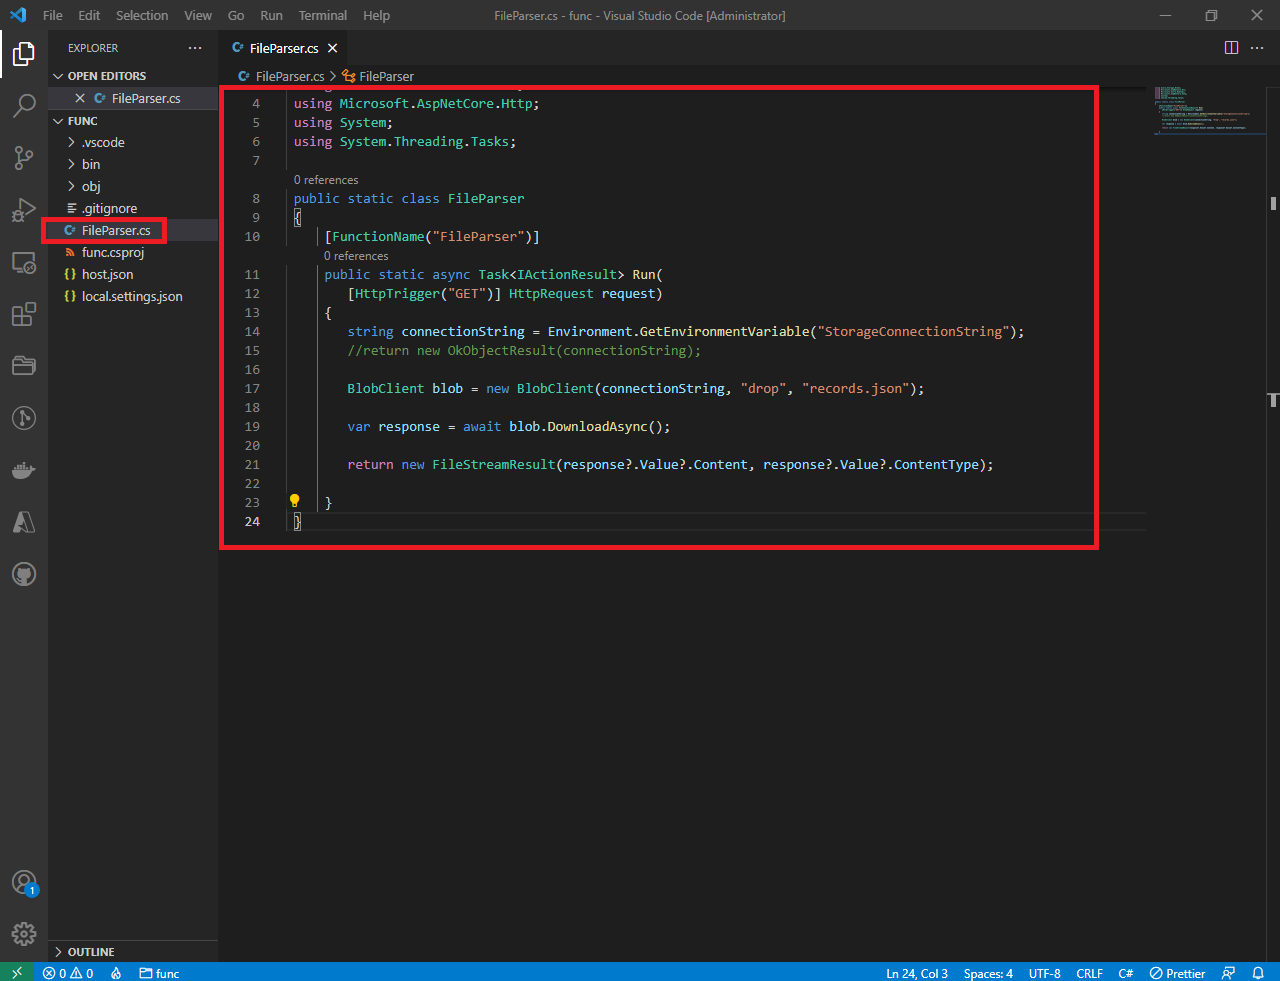 File Edit Selection View Go Run Terminal Help FileParser.cs - func - Visual Studio Code [Administrator]
EXPLORER
OPEN EDITORS
FileParser.cs
FUNC
.vscode
bin
obj
.gitignore
FileParser.cs
func.csproj
host.json
local.settings.json
OUTLINE
FileParser.cs
FileParser.cs > FileParser
4 using Microsoft.AspNetCore.Http;
5 using System;
6 using System.Threading.Tasks;
7
0 references
8 public static class FileParser
9 {
10 [FunctionName("FileParser")]
0 references
11 public static async Task<IActionResult> Run(
12 [HttpTrigger("GET")] HttpRequest request)
13 {
14 string connectionString = Environment.GetEnvironmentVariable("StorageConnectionString");
15 //return new OkObjectResult(connectionString);
16
17 BlobClient blob = new BlobClient(connectionString, "drop", "records.json");
18
19 var response = await blob.DownloadAsync();
20
21 return new FileStreamResult(response?.Value?.Content, response?.Value?.ContentType);
22
23 }
24 }
1
0 0 func Ln 24, Col 3 Spaces: 4 UTF-8 CRLF C# Prettier